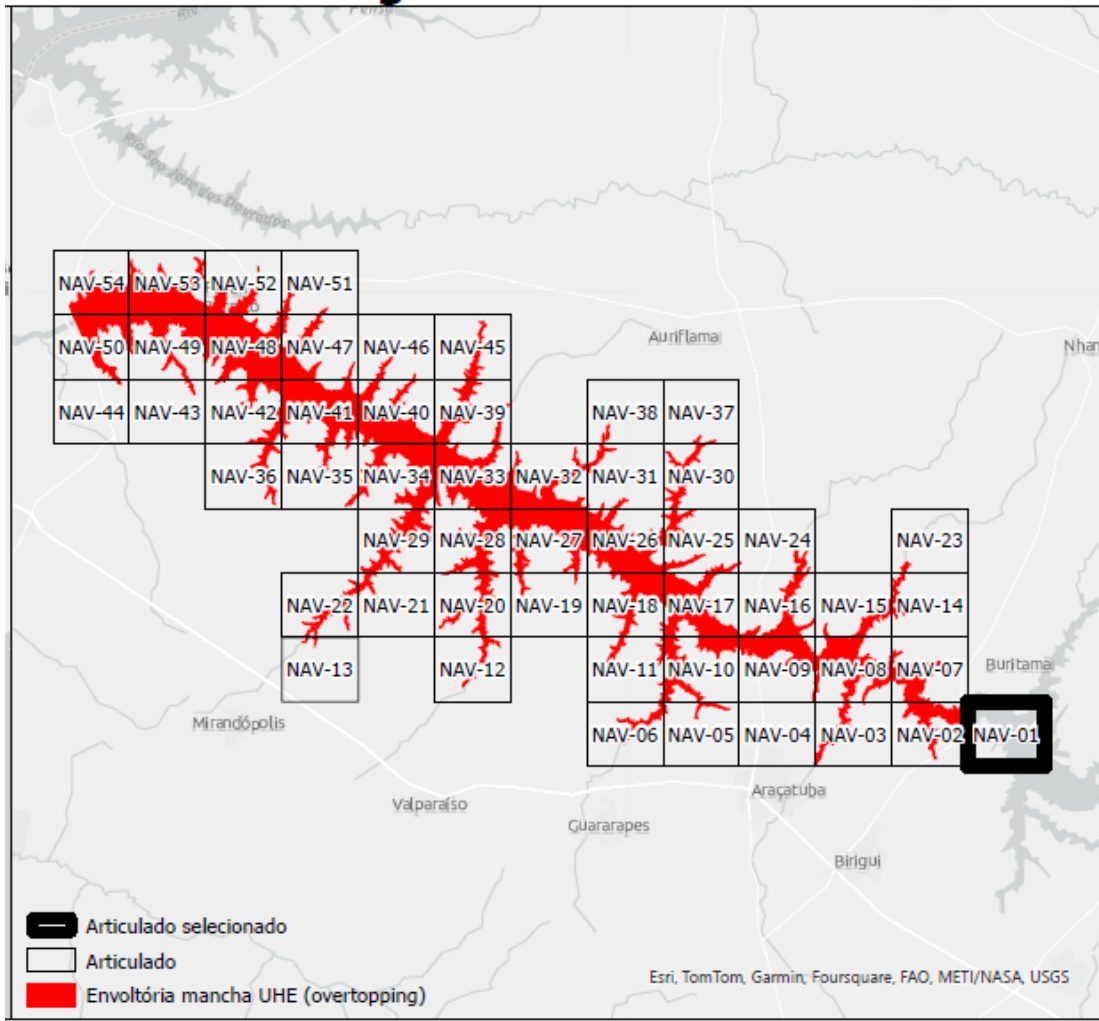 Rio São José dos Dourados
NAV-54 NAV-53 NAV-52 NAV-51
NAV-50 NAV-49 NAV-48 NAV-47 NAV-46 NAV-45
Auriflama
Nhan
NAV-44 NAV-43 NAV-42 NAV-41 NAV-40 NAV-39 NAV-38 NAV-37
NAV-36 NAV-35 NAV-34 NAV-33 NAV-32 NAV-31 NAV-30
NAV-29 NAV-28 NAV-27 NAV-26 NAV-25 NAV-24 NAV-23
NAV-22 NAV-21 NAV-20 NAV-19 NAV-18 NAV-17 NAV-16 NAV-15 NAV-14
NAV-13 NAV-12 NAV-11 NAV-10 NAV-09 NAV-08 NAV-07
Buritama
Mirandópolis
NAV-06 NAV-05 NAV-04 NAV-03 NAV-02 NAV-01
Valparaíso
Araçatuba
Guararapes
Birigui
Articulado selecionado
Articulado
Envoltória mancha UHE (overtopping)
Esri, TomTom, Garmin, Foursquare, FAO, METI/NASA, USGS